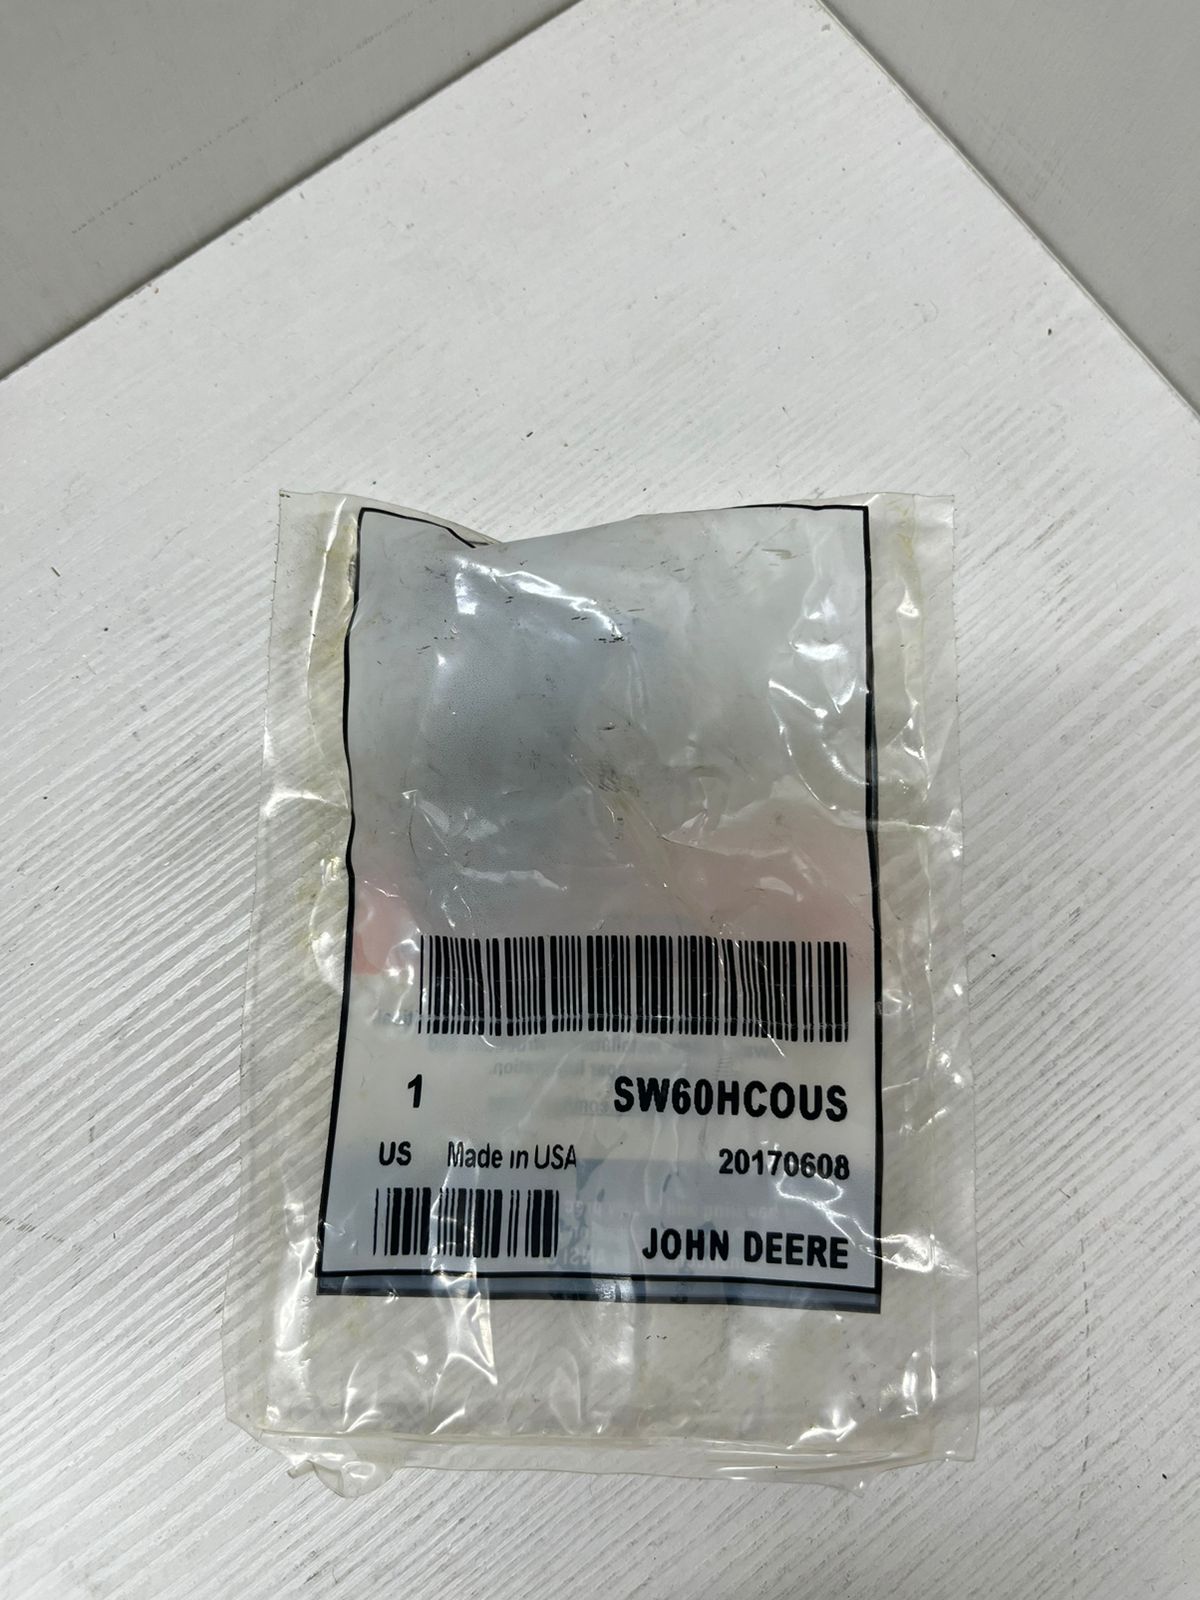 1 SW60HCOUS
US Made in USA 20170608
JOHN DEERE